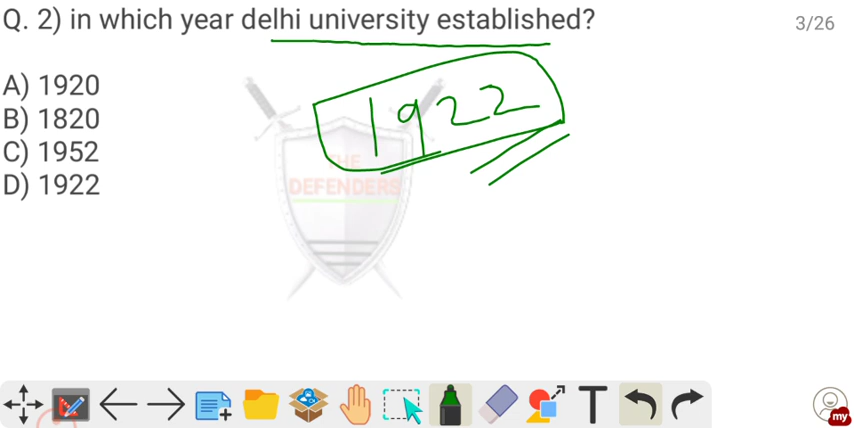 Q. 2) in which year delhi university established?
3/26
A) 1920
B) 1820
C) 1952
D) 1922
1922
THE
DEFENDERS
T
my